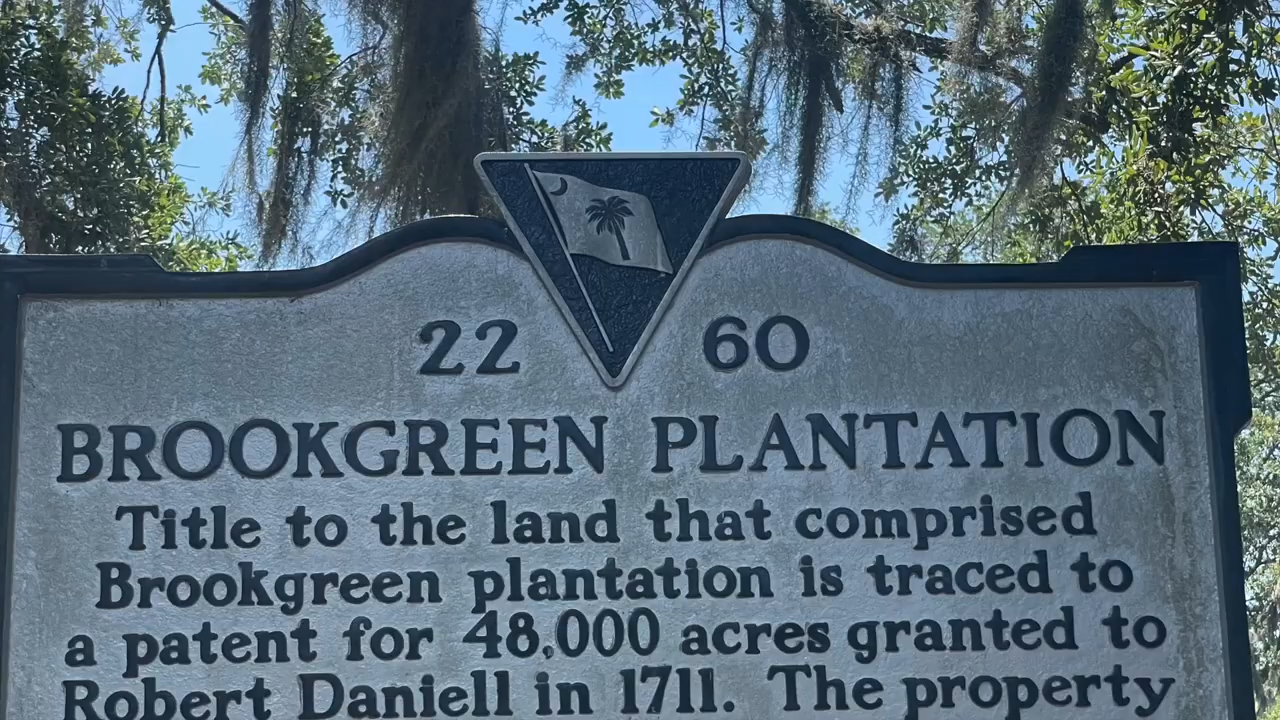 22 60
BROOKGREEN PLANTATION
Title to the land that comprised
Brookgreen plantation is traced to
a patent for 48,000 acres granted to
Robert Daniell in 1711. The property